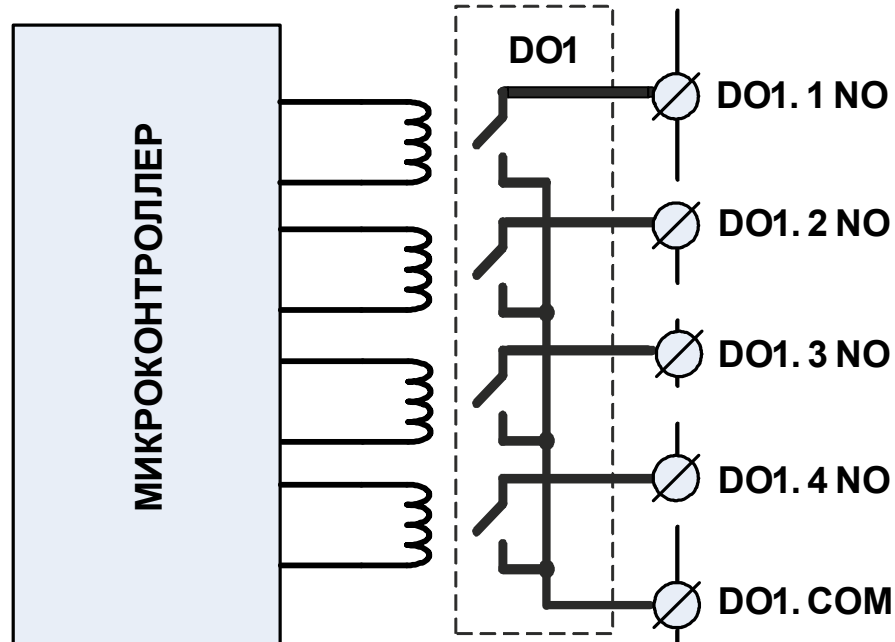 МИКРОКОНТРОЛЛЕР
DO1
DO1. 1 NO
DO1. 2 NO
DO1. 3 NO
DO1. 4 NO
DO1. COM